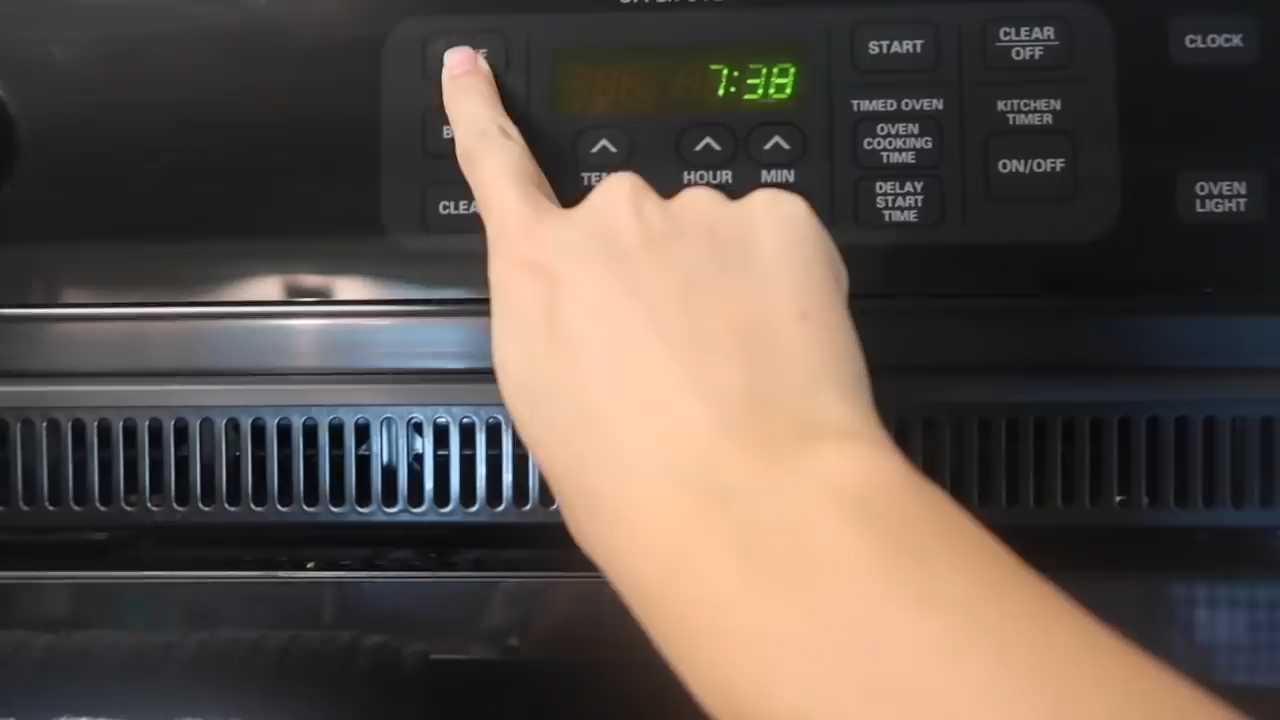 7:38
START
CLEAR
OFF
CLOCK
TIMED OVEN
KITCHEN
TIMER
OVEN
COOKING
TIME
ON/OFF
HOUR
MIN
DELAY
START
TIME
OVEN
LIGHT